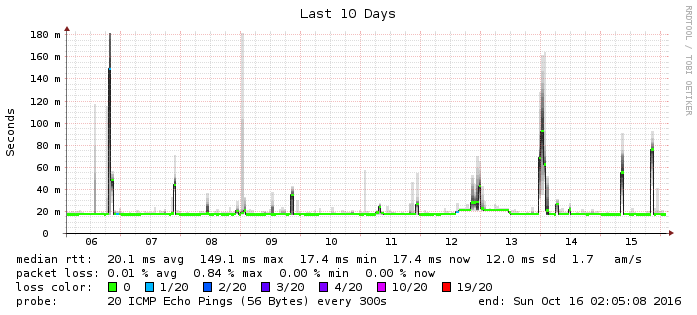 Last 10 Days
RRDTOOL / TOBI OETIKER
Seconds
180 m
160 m
140 m
120 m
100 m
80 m
60 m
40 m
20 m
0
06 07 08 09 10 11 12 13 14 15
median rtt: 20.1 ms avg 149.1 ms max 17.4 ms min 17.4 ms now 12.0 ms sd 1.7 am/s
packet loss: 0.01 % avg 0.84 % max 0.00 % min 0.00 % now
loss color: 0 1/20 2/20 3/20 4/20 10/20 19/20
probe: 20 ICMP Echo Pings (56 Bytes) every 300s end: Sun Oct 16 02:05:08 2016